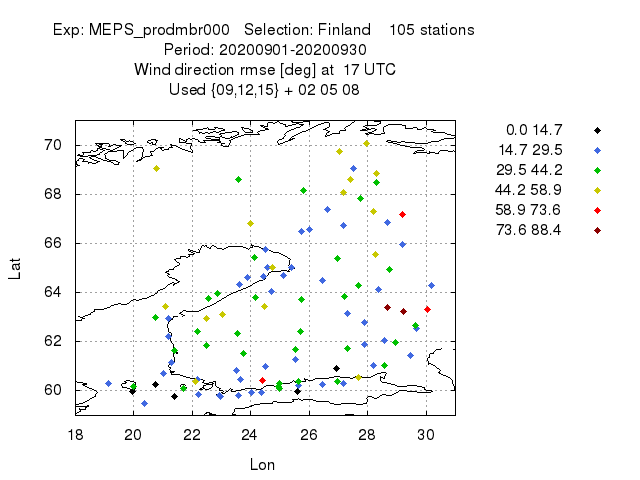 Exp: MEPS_prodmbr000 Selection: Finland 105 stations
Period: 20200901-20200930
Wind direction rmse [deg] at 17 UTC
Used {09,12,15} + 02 05 08
0.0 14.7
14.7 29.5
29.5 44.2
44.2 58.9
58.9 73.6
73.6 88.4
Lat
70
68
66
64
62
60
18 20 22 24 26 28 30
Lon